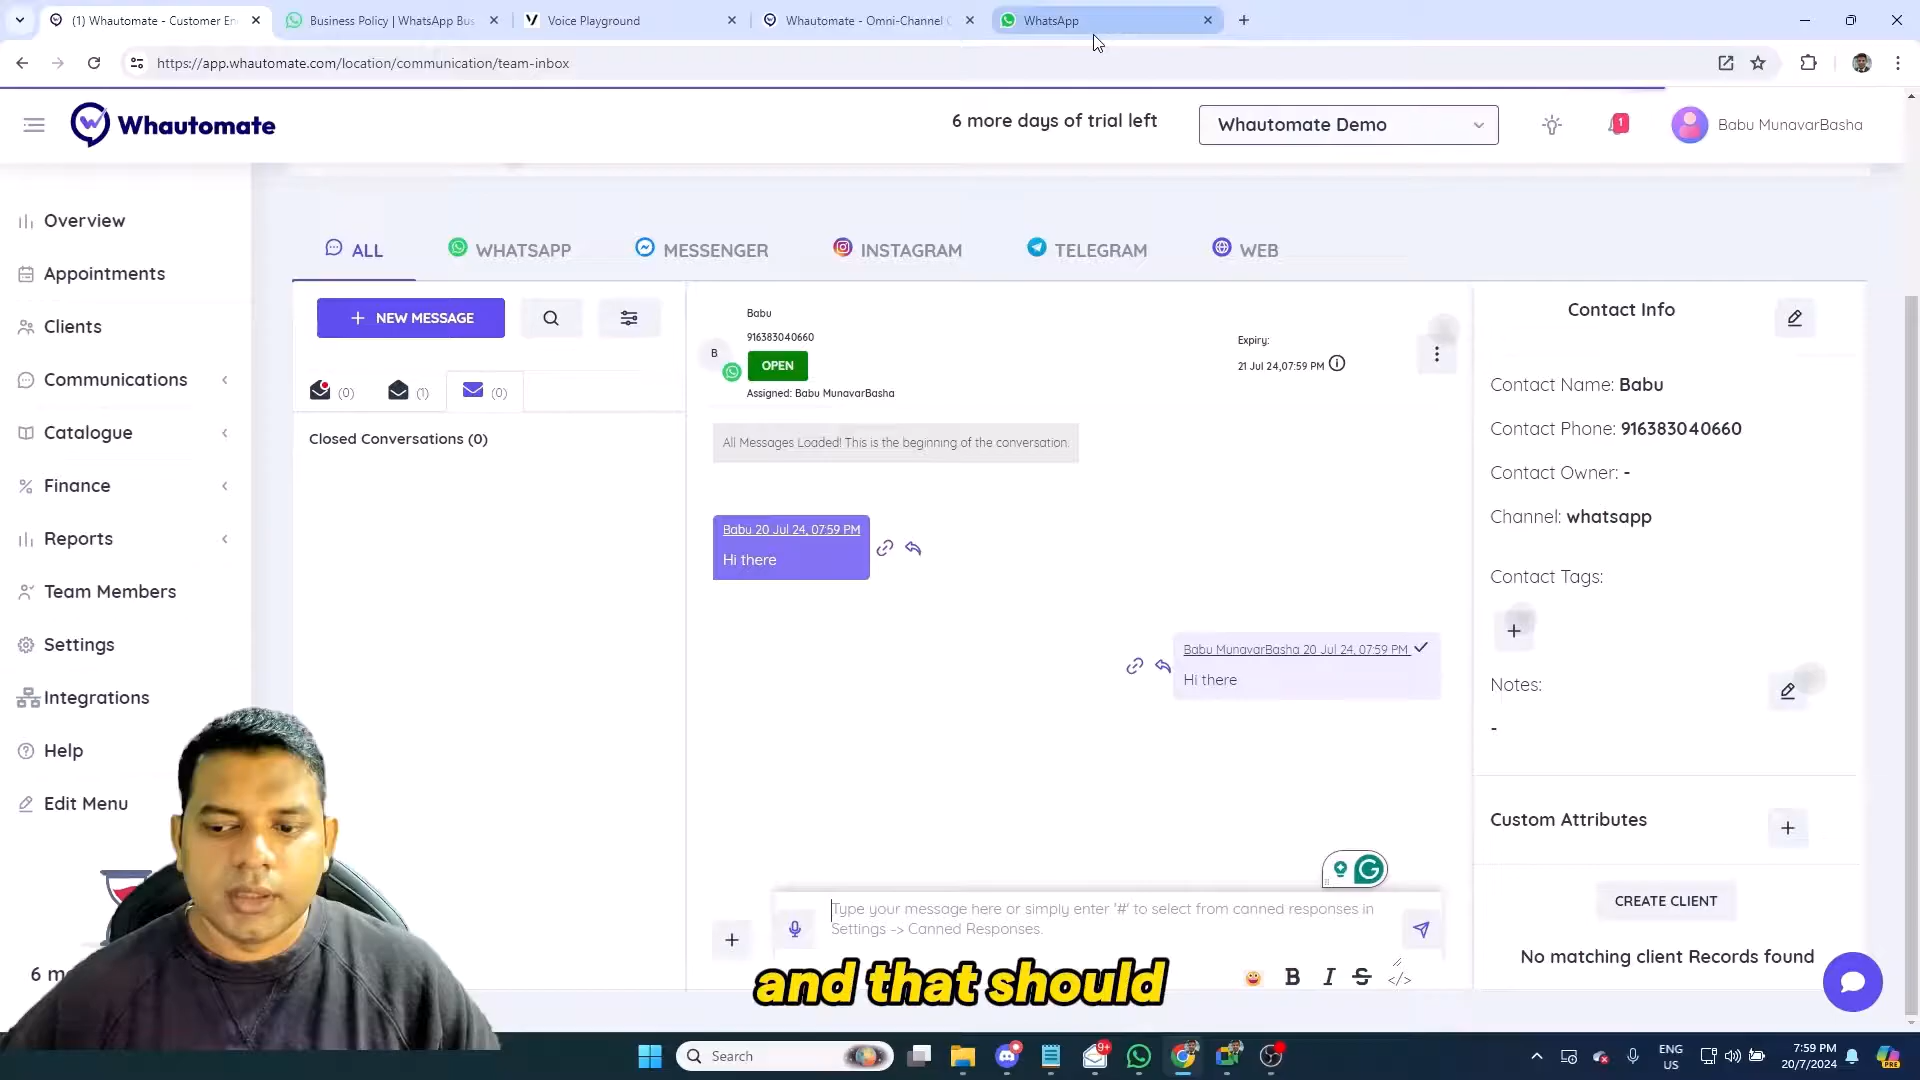 (1) Whautomate - Customer En
Business Policy | WhatsApp Bus
Voice Playground
Whautomate - Omni-Channel C
WhatsApp
https://app.whautomate.com/location/communication/team-inbox
Whautomate
6 more days of trial left
Whautomate Demo
1
Babu MunavarBasha
Overview
Appointments
Clients
Communications
Catalogue
Finance
Reports
Team Members
Settings
Integrations
Help
Edit Menu
6 m
ALL
WHATSAPP
MESSENGER
INSTAGRAM
TELEGRAM
WEB
NEW MESSAGE
(0)
(1)
(0)
Closed Conversations (0)
Babu
916383040660
B
OPEN
Assigned: Babu MunavarBasha
Expiry:
21 Jul 24,07:59 PM
All Messages Loaded! This is the beginning of the conversation.
Babu 20 Jul 24, 07:59 PM
Hi there
Babu MunavarBasha 20 Jul 24, 07:59 PM
Hi there
Type your message here or simply enter '#' to select from canned responses in
Settings -> Canned Responses.
B I S </>
Contact Info
Contact Name: Babu
Contact Phone: 916383040660
Contact Owner: -
Channel: whatsapp
Contact Tags:
Notes:
-
Custom Attributes
CREATE CLIENT
No matching client Records found
and that should
Search
9+
ENG
US
7:59 PM
20/7/2024
PRE